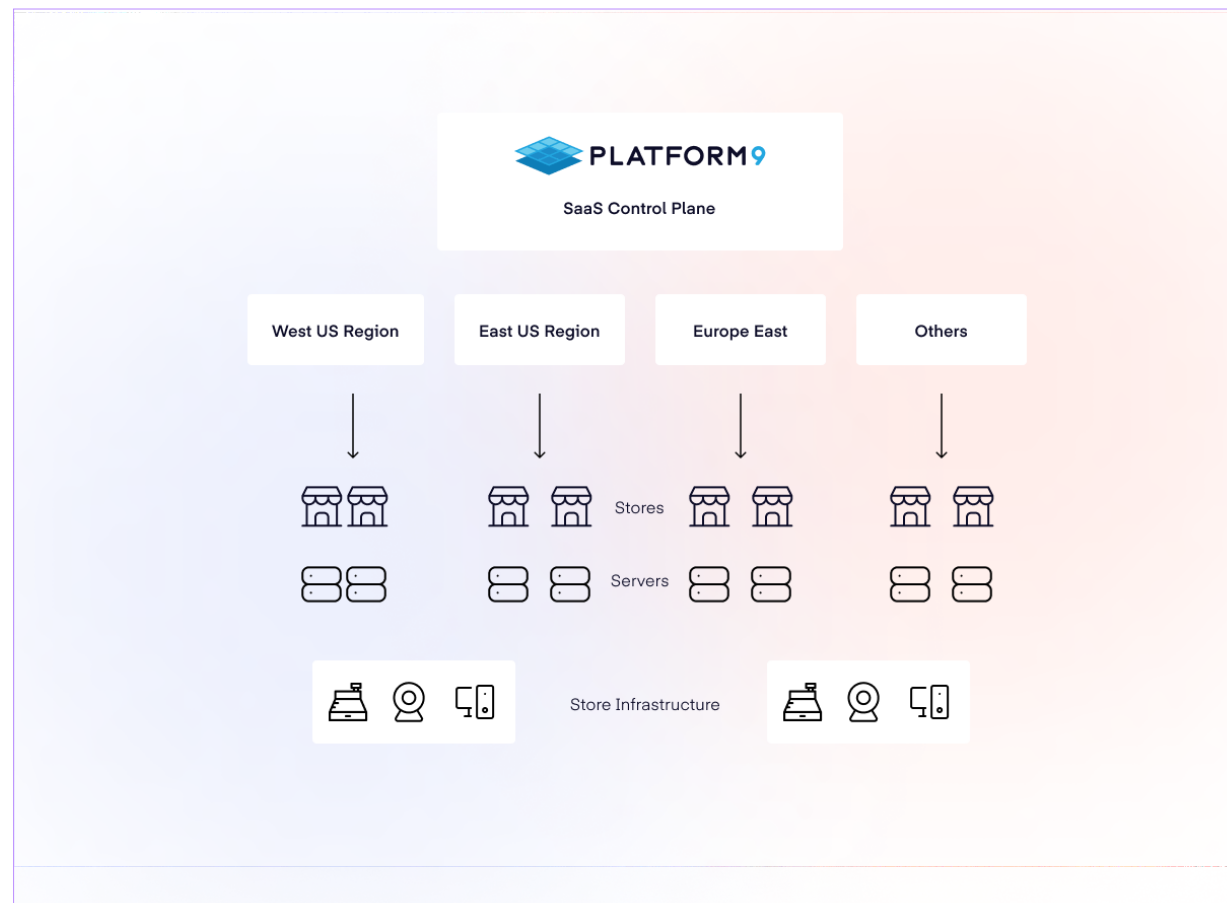 PLATFORM9
SaaS Control Plane
West US Region
East US Region
Europe East
Others
Stores
Servers
Store Infrastructure